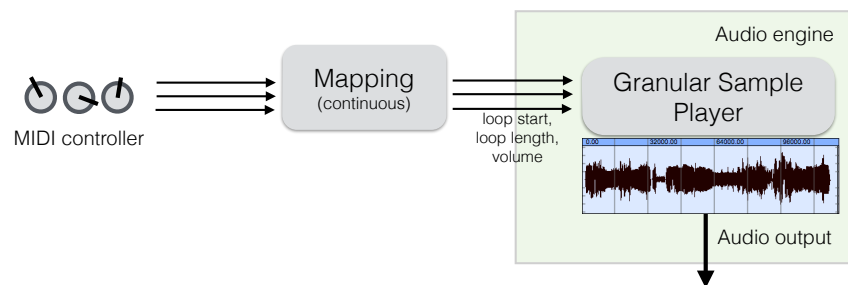 Audio engine
Mapping
(continuous)
Granular Sample
Player
MIDI controller
loop start,
loop length,
volume
0.00 32000.00 64000.00 96000.00
Audio output